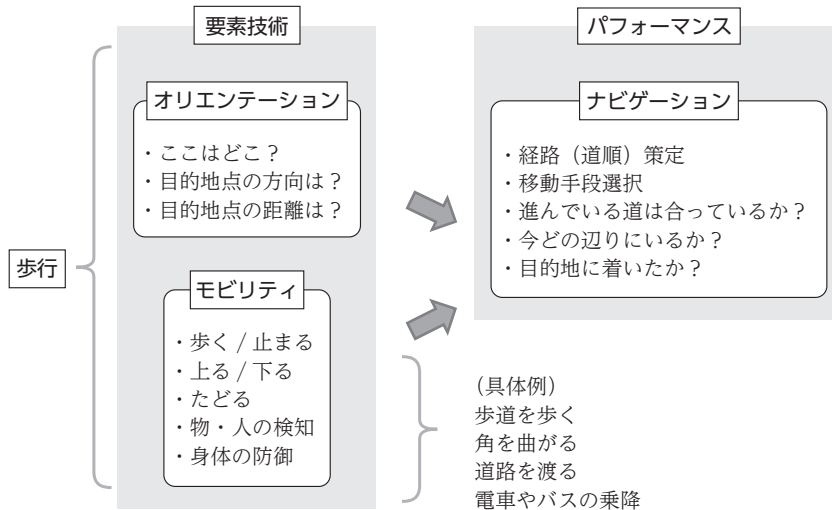 歩行
要素技術
オリエンテーション
・ここはどこ？
・目的地点の方向は？
・目的地点の距離は？
モビリティ
・歩く / 止まる
・上る / 下る
・たどる
・物・人の検知
・身体の防御
パフォーマンス
ナビゲーション
・経路（道順）策定
・移動手段選択
・進んでいる道は合っているか？
・今どの辺りにいるか？
・目的地に着いたか？
（具体例）
歩道を歩く
角を曲がる
道路を渡る
電車やバスの乗降